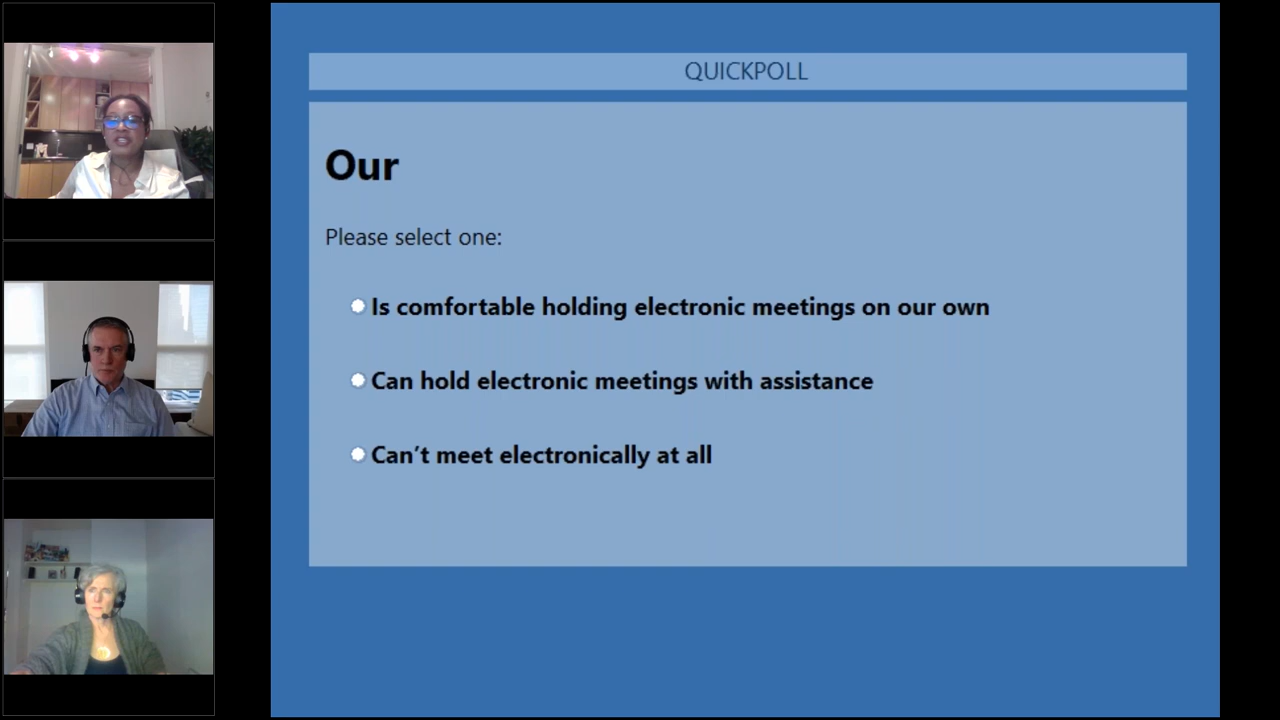 QUICKPOLL
Our
Please select one:
Is comfortable holding electronic meetings on our own
Can hold electronic meetings with assistance
Can’t meet electronically at all